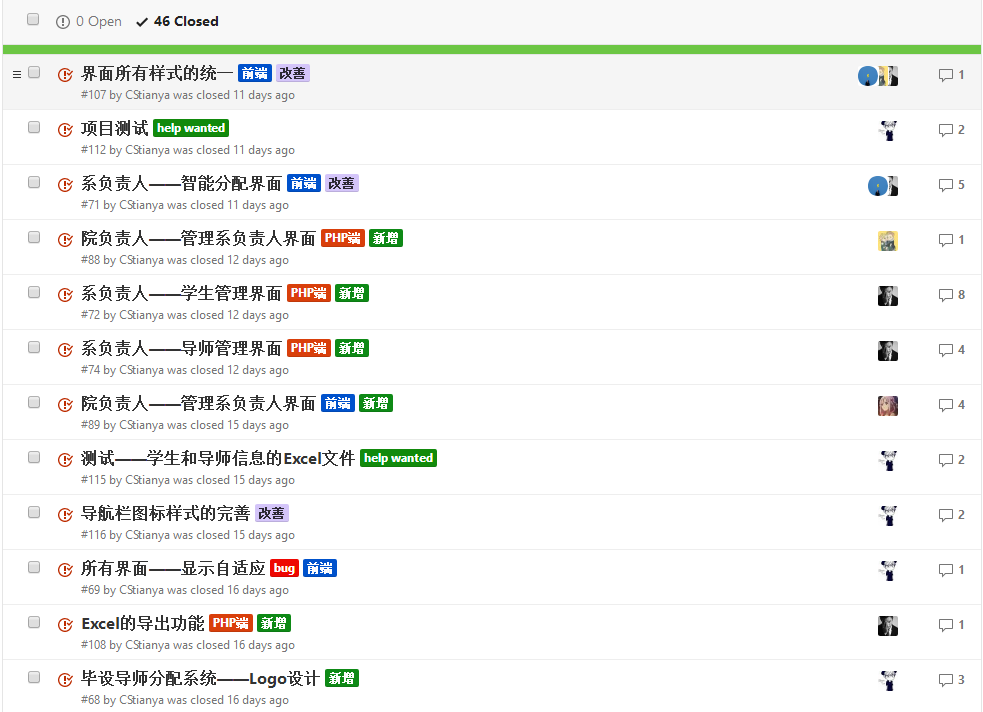 0 Open 46 Closed
界面所有样式的统一 前端 改善 1
#107 by CStianya was closed 11 days ago
项目测试 help wanted 2
#112 by CStianya was closed 11 days ago
系负责人——智能分配界面 前端 改善 5
#71 by CStianya was closed 11 days ago
院负责人——管理系负责人界面 PHP端 新增 1
#88 by CStianya was closed 12 days ago
系负责人——学生管理界面 PHP端 新增 8
#72 by CStianya was closed 12 days ago
系负责人——导师管理界面 PHP端 新增 4
#74 by CStianya was closed 12 days ago
院负责人——管理系负责人界面 前端 新增 4
#89 by CStianya was closed 15 days ago
测试——学生和导师信息的Excel文件 help wanted 2
#115 by CStianya was closed 15 days ago
导航栏图标样式的完善 改善 2
#116 by CStianya was closed 15 days ago
所有界面——显示自适应 bug 前端 1
#69 by CStianya was closed 16 days ago
Excel的导出功能 PHP端 新增 1
#108 by CStianya was closed 16 days ago
毕设导师分配系统——Logo设计 新增 3
#68 by CStianya was closed 16 days ago